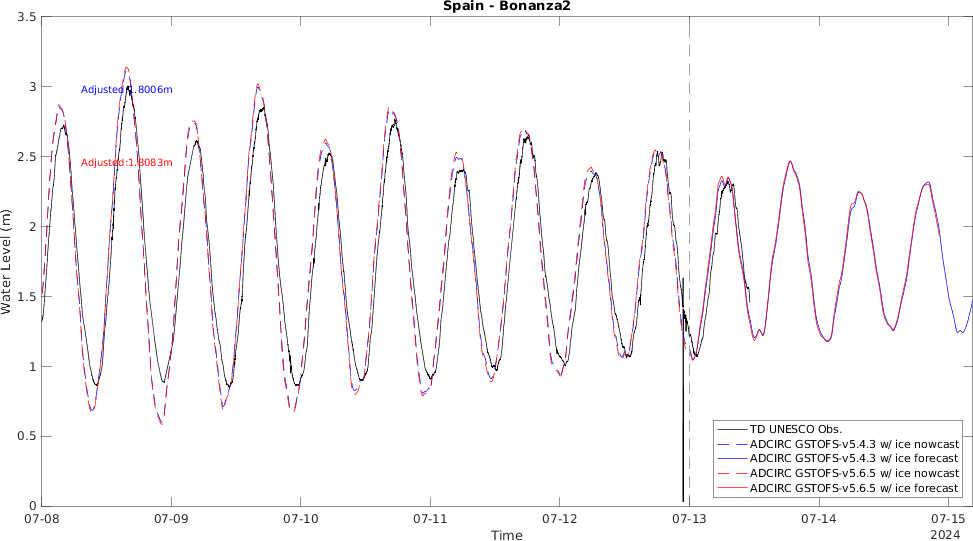 Spain - Bonanza2
3.5
3
2.5
2
1.5
1
0.5
0
Water Level (m)
Adjusted:1.8006m
Adjusted:1.8083m
TD UNESCO Obs.
ADCIRC GSTOFS-v5.4.3 w/ ice nowcast
ADCIRC GSTOFS-v5.4.3 w/ ice forecast
ADCIRC GSTOFS-v5.6.5 w/ ice nowcast
ADCIRC GSTOFS-v5.6.5 w/ ice forecast
07-08 07-09 07-10 07-11 07-12 07-13 07-14 07-15
Time
2024